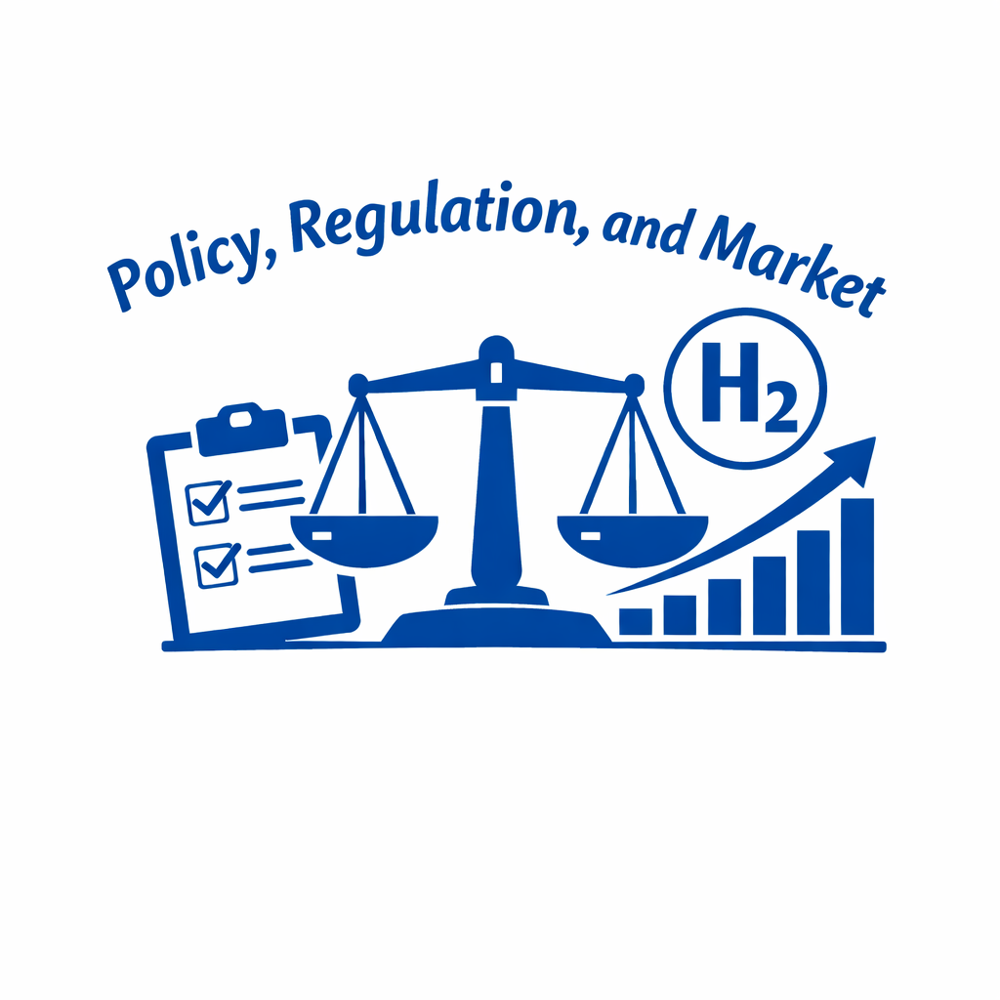 Policy, Regulation, and Market
H2